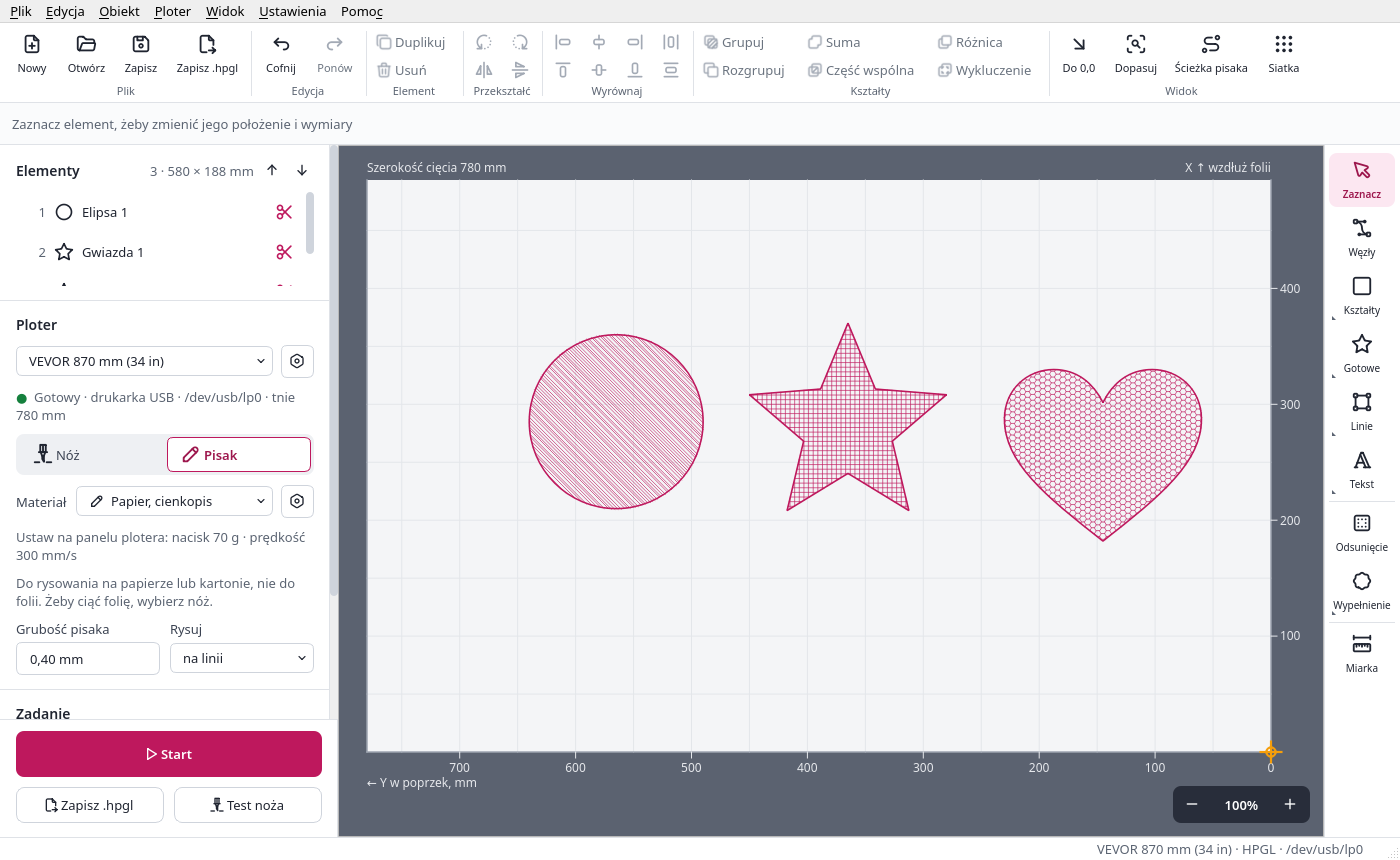 Plik Edycja Obiekt Ploter Widok Ustawienia Pomoc
Nowy Otwórz Zapisz Zapisz .hpgl
Plik
Cofnij Ponów
Edycja
Duplikuj
Usuń
Element
Przekształć
Wyrównaj
Grupuj Suma Różnica
Rozgrupuj Część wspólna Wykluczenie
Kształty
Do 0,0 Dopasuj Ścieżka pisaka Siatka
Widok
Zaznacz element, żeby zmienić jego położenie i wymiary
Elementy 3 · 580 × 188 mm ↑ ↓
1 Elipsa 1
2 Gwiazda 1
Ploter
VEVOR 870 mm (34 in)
Gotowy · drukarka USB · /dev/usb/lp0 · tnie
780 mm
Nóż Pisak
Materiał Papier, cienkopis
Ustaw na panelu plotera: nacisk 70 g · prędkość
300 mm/s
Do rysowania na papierze lub kartonie, nie do
folii. Żeby ciąć folię, wybierz nóż.
Grubość pisaka Rysuj
0,40 mm na linii
Zadanie
Start
Zapisz .hpgl Test noża
Szerokość cięcia 780 mm X ↑ wzdłuż folii
400
300
200
100
700 600 500 400 300 200 100 0
← Y w poprzek, mm
− 100% +
Zaznacz
Węzły
Kształty
Gotowe
Linie
Tekst
Odsunięcie
Wypełnienie
Miarka
VEVOR 870 mm (34 in) · HPGL · /dev/usb/lp0